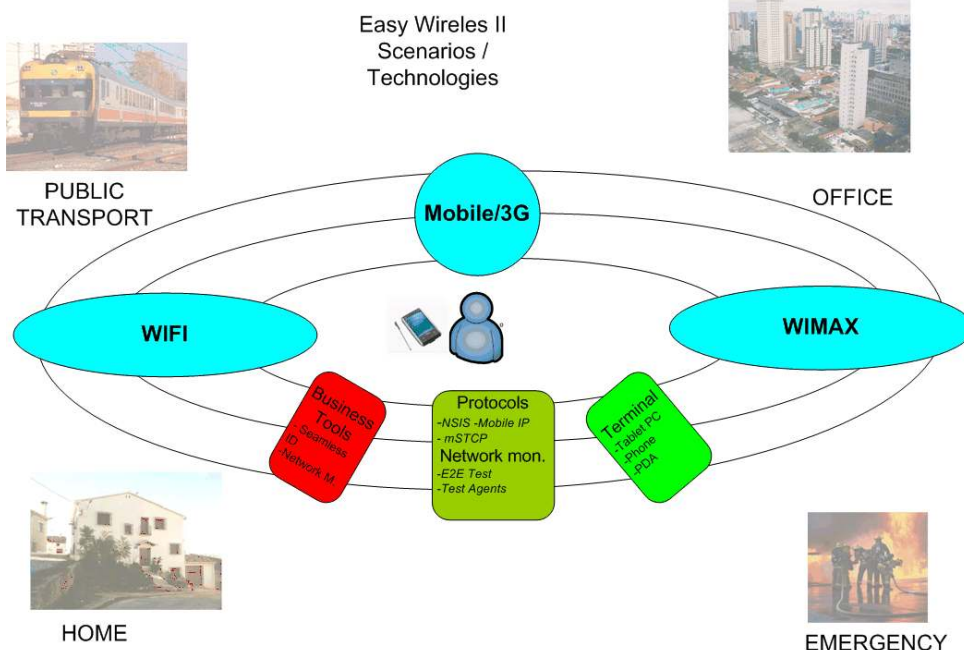 Easy Wireles II
Scenarios /
Technologies
PUBLIC
TRANSPORT
OFFICE
Mobile/3G
WIFI
WIMAX
Business
Tools
- Seamless
ID
-Network M.
Protocols
-NSIS -Mobile IP
- mSTCP
Network mon.
-E2E Test
-Test Agents
Terminal
-Tablet PC
-Phone
-PDA
HOME
EMERGENCY